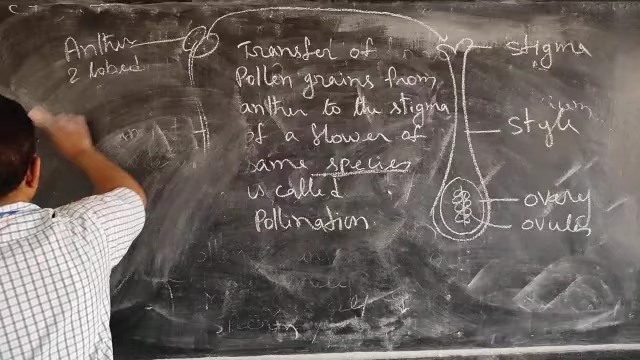 Anther
2 lobed
Transfer of
Pollen grains from
anther to the stigma
of a flower of
same species
is called
Pollination
stigma
style
ovary
ovules